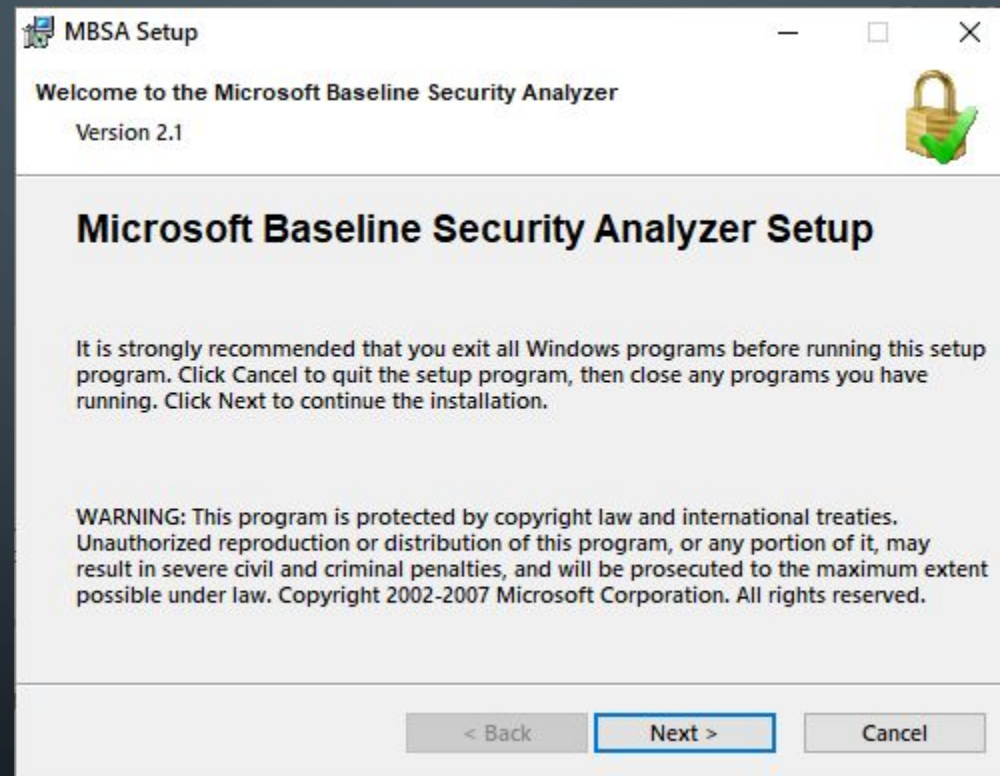 MBSA Setup
Welcome to the Microsoft Baseline Security Analyzer
Version 2.1
Microsoft Baseline Security Analyzer Setup
It is strongly recommended that you exit all Windows programs before running this setup
program. Click Cancel to quit the setup program, then close any programs you have
running. Click Next to continue the installation.
WARNING: This program is protected by copyright law and international treaties.
Unauthorized reproduction or distribution of this program, or any portion of it, may
result in severe civil and criminal penalties, and will be prosecuted to the maximum extent
possible under law. Copyright 2002-2007 Microsoft Corporation. All rights reserved.
< Back
Next >
Cancel